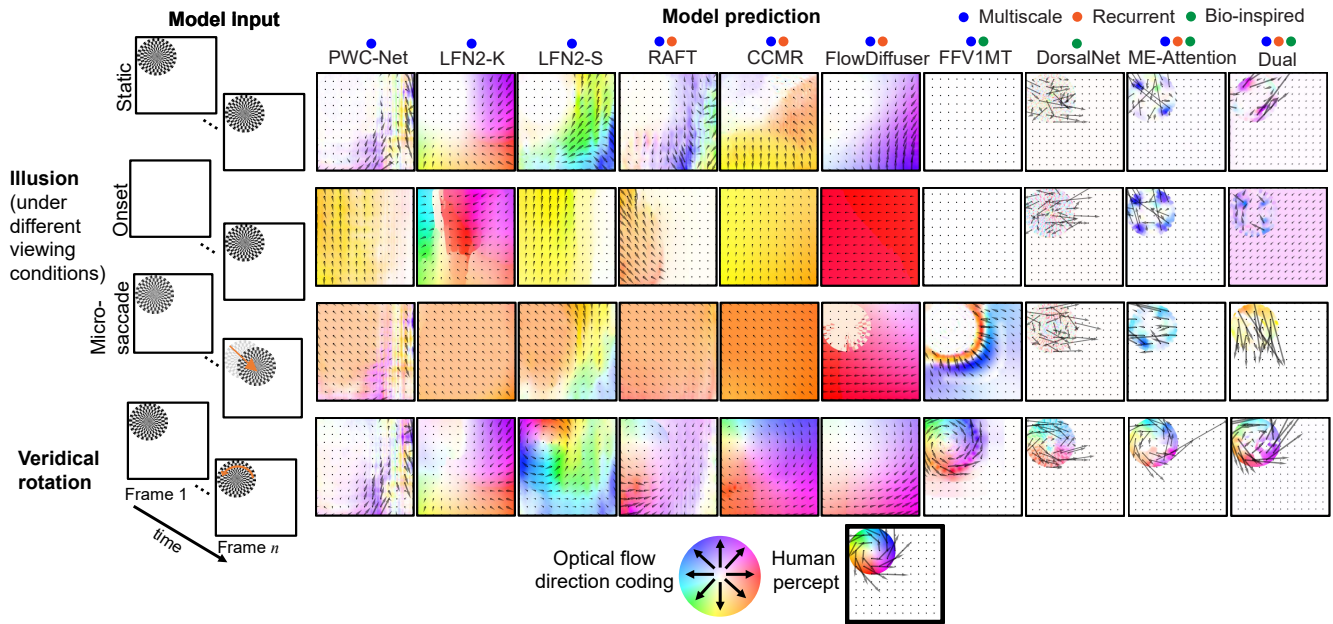 Model Input
Model prediction
Multiscale Recurrent Bio-inspired
PWC-Net LFN2-K LFN2-S RAFT CCMR FlowDiffuser FFV1MT DorsalNet ME-Attention Dual
Static
Illusion
(under
different
viewing
conditions)
Onset
Micro-
saccade
Veridical
rotation
Frame 1
time
Frame n
Optical flow
direction coding
Human
percept